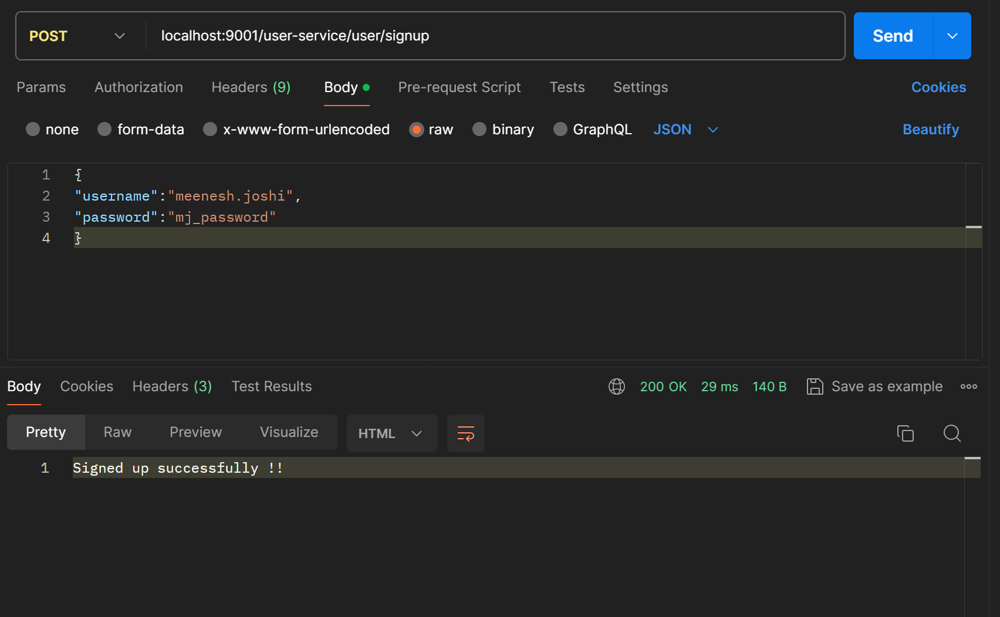 POST localhost:9001/user-service/user/signup Send
Params Authorization Headers (9) Body Pre-request Script Tests Settings Cookies
none form-data x-www-form-urlencoded raw binary GraphQL JSON Beautify
1 {
2 "username":"meenesh.joshi",
3 "password":"mj_password"
4 }
Body Cookies Headers (3) Test Results 200 OK 29 ms 140 B Save as example
Pretty Raw Preview Visualize HTML
1 Signed up successfully !!